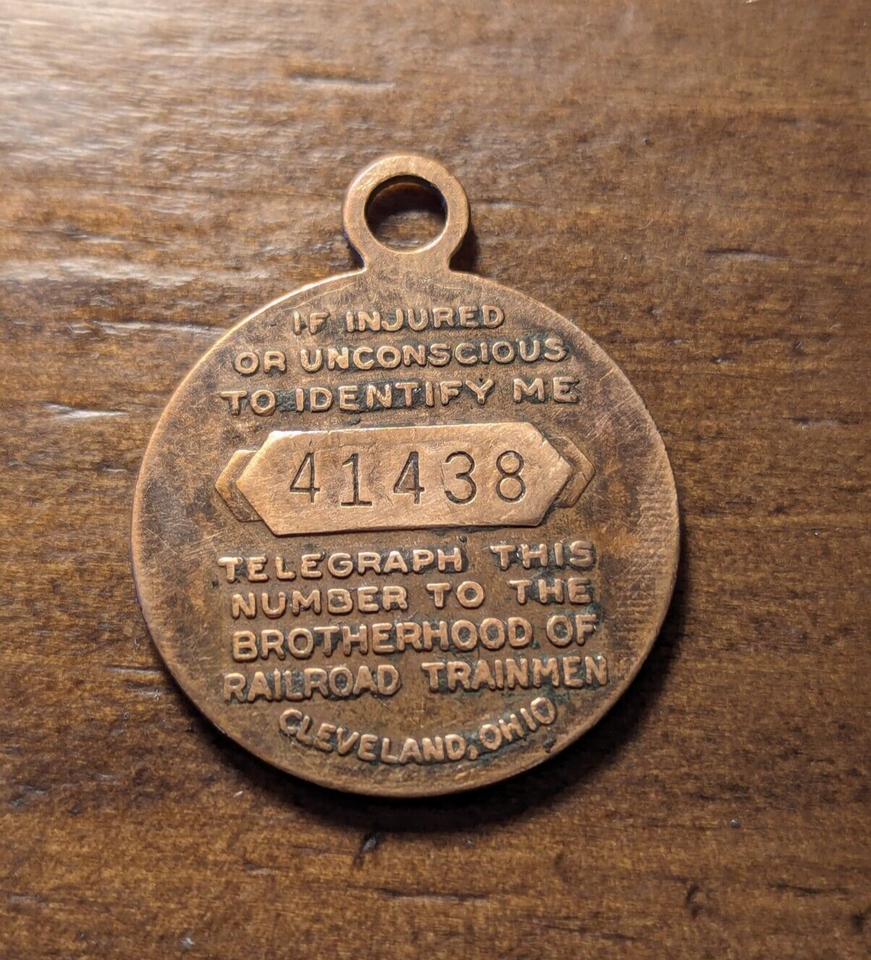 IF INJURED
OR UNCONSCIOUS
TO IDENTIFY ME
41438
TELEGRAPH THIS
NUMBER TO THE
BROTHERHOOD OF
RAILROAD TRAINMEN
CLEVELAND, OHIO